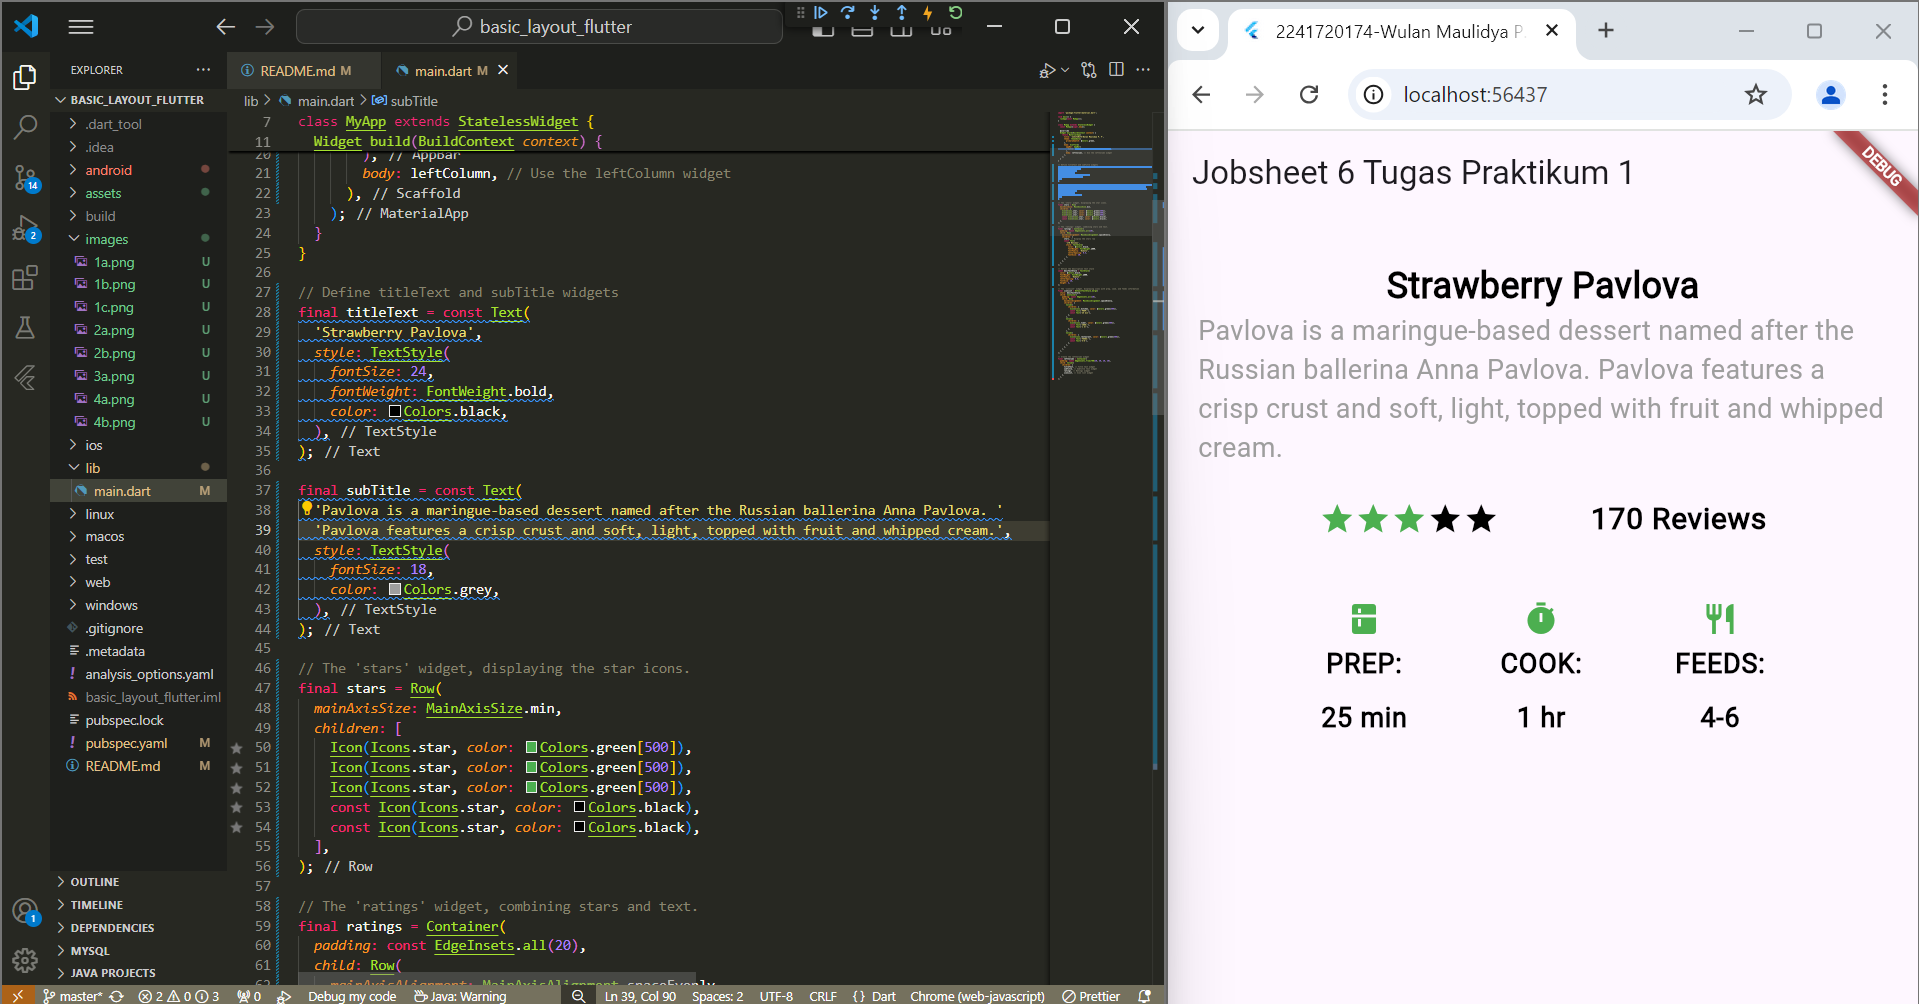 basic_layout_flutter
EXPLORER
README.md M
main.dart M
BASIC_LAYOUT_FLUTTER
.dart_tool
.idea
android
assets
build
images
1a.png U
1b.png U
1c.png U
2a.png U
2b.png U
3a.png U
4a.png U
4b.png U
ios
lib
main.dart M
linux
macos
test
web
windows
.gitignore
.metadata
analysis_options.yaml
basic_layout_flutter.iml
pubspec.lock
pubspec.yaml M
README.md M
OUTLINE
TIMELINE
DEPENDENCIES
MYSQL
JAVA PROJECTS
14
2
1
lib > main.dart > subTitle
7 class MyApp extends StatelessWidget {
11 Widget build(BuildContext context) {
20 ), // AppBar
21 body: leftColumn, // Use the leftColumn widget
22 ), // Scaffold
23 ); // MaterialApp
24 }
25 }
26
27 // Define titleText and subTitle widgets
28 final titleText = const Text(
29 'Strawberry Pavlova',
30 style: TextStyle(
31 fontSize: 24,
32 fontWeight: FontWeight.bold,
33 color: Colors.black,
34 ), // TextStyle
35 ); // Text
36
37 final subTitle = const Text(
38 'Pavlova is a maringue-based dessert named after the Russian ballerina Anna Pavlova. '
39 'Pavlova features a crisp crust and soft, light, topped with fruit and whipped cream.',
40 style: TextStyle(
41 fontSize: 18,
42 color: Colors.grey,
43 ), // TextStyle
44 ); // Text
45
46 // The 'stars' widget, displaying the star icons.
47 final stars = Row(
48 mainAxisSize: MainAxisSize.min,
49 children: [
50 Icon(Icons.star, color: Colors.green[500]),
51 Icon(Icons.star, color: Colors.green[500]),
52 Icon(Icons.star, color: Colors.green[500]),
53 const Icon(Icons.star, color: Colors.black),
54 const Icon(Icons.star, color: Colors.black),
55 ],
56 ); // Row
57
58 // The 'ratings' widget, combining stars and text.
59 final ratings = Container(
60 padding: const EdgeInsets.all(20),
61 child: Row(
62 mainAxisAlignment: MainAxisAlignment.spaceEvenly,
master* 2 0 3 0 Debug my code Java: Warning Ln 39, Col 90 Spaces: 2 UTF-8 CRLF {} Dart Chrome (web-javascript) Prettier
2241720174-Wulan Maulidya P
localhost:56437
DEBUG
Jobsheet 6 Tugas Praktikum 1
Strawberry Pavlova
Pavlova is a maringue-based dessert named after the
Russian ballerina Anna Pavlova. Pavlova features a
crisp crust and soft, light, topped with fruit and whipped
cream.
170 Reviews
PREP: COOK: FEEDS:
25 min 1 hr 4-6